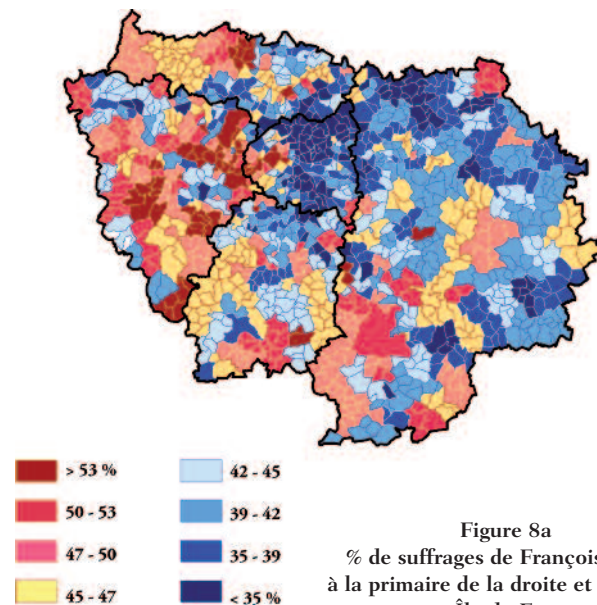 > 53 %
50 - 53
47 - 50
45 - 47
42 - 45
39 - 42
35 - 39
< 35 %
Figure 8a
% de suffrages de François
à la primaire de la droite et